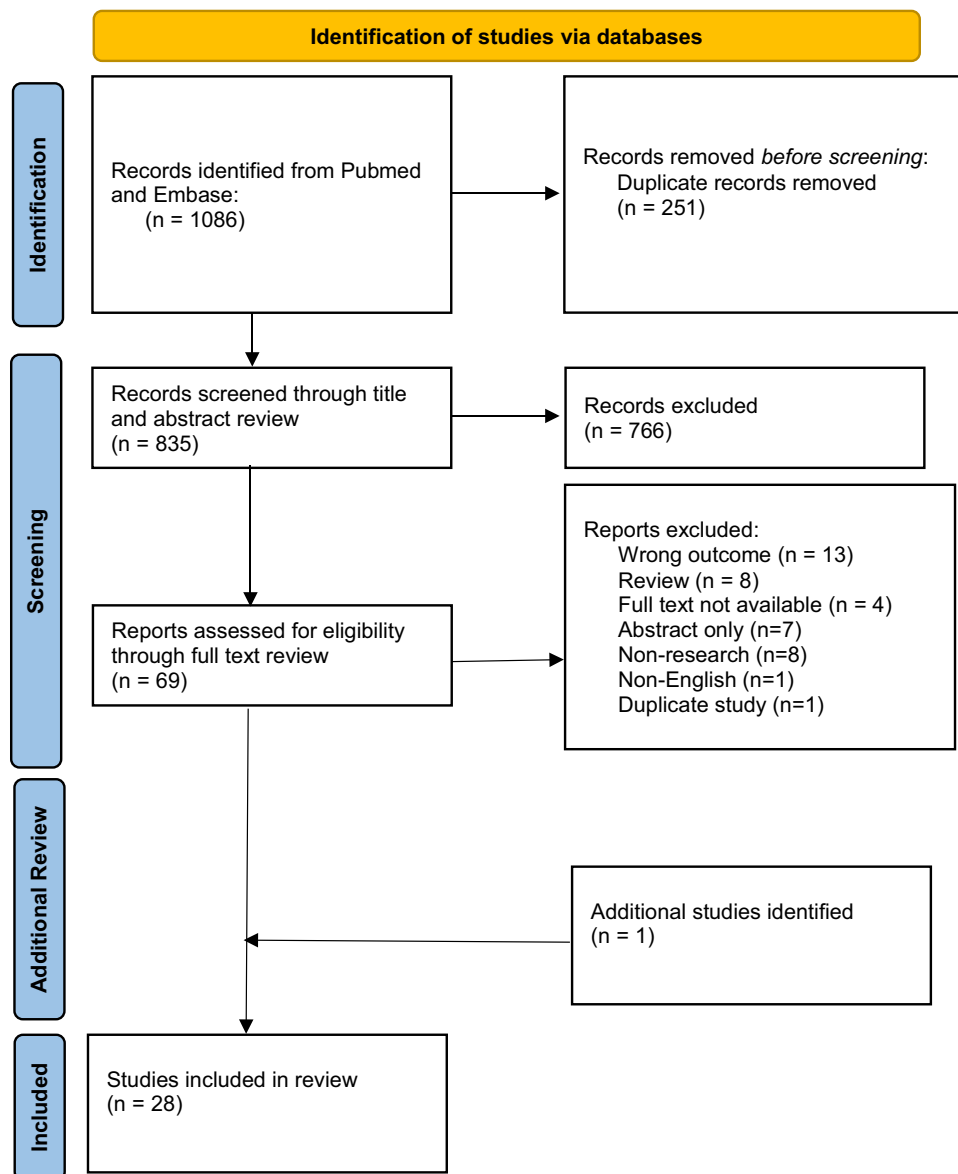 Identification of studies via databases
Identification
Records identified from Pubmed
and Embase:
(n = 1086)
Records removed before screening:
Duplicate records removed
(n = 251)
Screening
Records screened through title
and abstract review
(n = 835)
Records excluded
(n = 766)
Reports assessed for eligibility
through full text review
(n = 69)
Reports excluded:
Wrong outcome (n = 13)
Review (n = 8)
Full text not available (n = 4)
Abstract only (n=7)
Non-research (n=8)
Non-English (n=1)
Duplicate study (n=1)
Additional Review
Additional studies identified
(n = 1)
Included
Studies included in review
(n = 28)